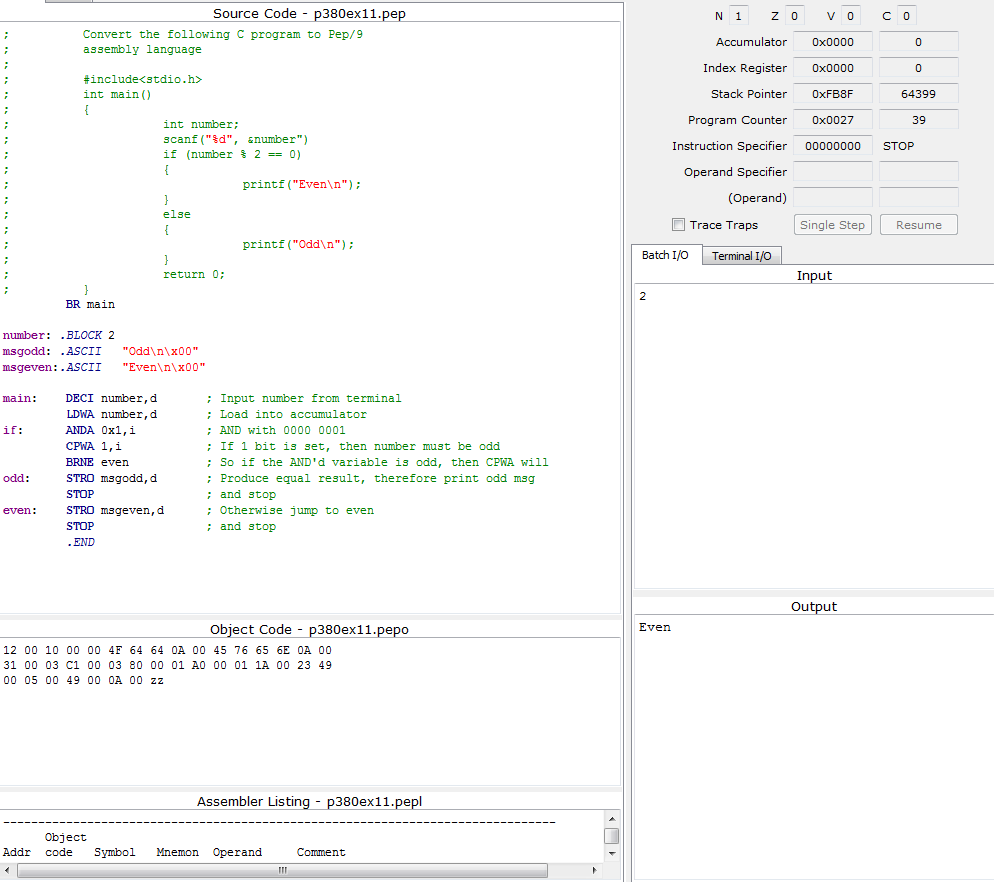 Source Code - p380ex11.pep
; Convert the following C program to Pep/9
; assembly language
;
; #include<stdio.h>
; int main()
; {
; int number;
; scanf("%d", &number")
; if (number % 2 == 0)
; {
; printf("Even\n");
; }
; else
; {
; printf("Odd\n");
; }
; return 0;
; }
BR main
number: .BLOCK 2
msgodd: .ASCII "Odd\n\x00"
msgeven:.ASCII "Even\n\x00"
main: DECI number,d ; Input number from terminal
LDWA number,d ; Load into accumulator
if: ANDA 0x1,i ; AND with 0000 0001
CPWA 1,i ; If 1 bit is set, then number must be odd
BRNE even ; So if the AND'd variable is odd, then CPWA will
odd: STRO msgodd,d ; Produce equal result, therefore print odd msg
STOP ; and stop
even: STRO msgeven,d ; Otherwise jump to even
STOP ; and stop
.END
Object Code - p380ex11.pepo
12 00 10 00 00 4F 64 64 0A 00 45 76 65 6E 0A 00
31 00 03 C1 00 03 80 00 01 A0 00 01 1A 00 23 49
00 05 00 49 00 0A 00 zz
Assembler Listing - p380ex11.pepl
-------------------------------------------------------------------------------
Object
Addr code Symbol Mnemon Operand Comment
N 1 Z 0 V 0 C 0
Accumulator 0x0000 0
Index Register 0x0000 0
Stack Pointer 0xFB8F 64399
Program Counter 0x0027 39
Instruction Specifier 00000000 STOP
Operand Specifier
(Operand)
Trace Traps Single Step Resume
Batch I/O Terminal I/O
Input
2
Output
Even